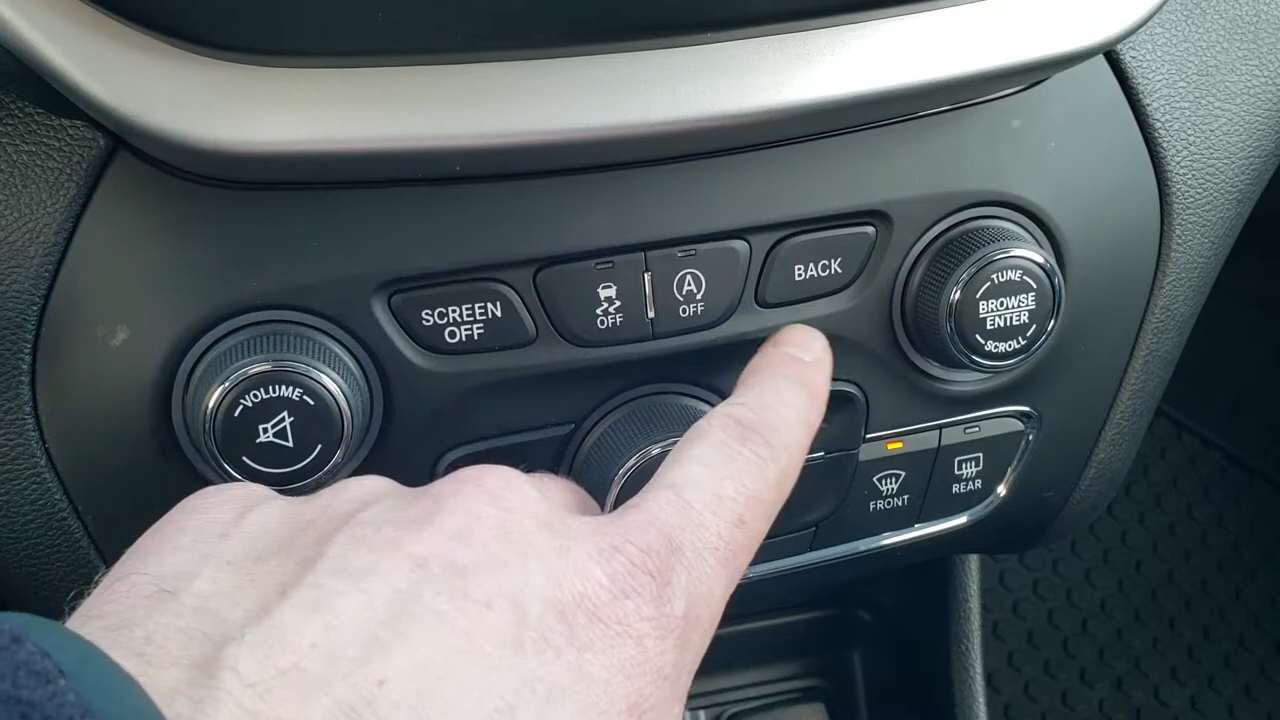 SCREEN
OFF
OFF
A
OFF
BACK
TUNE
BROWSE
ENTER
SCROLL
VOLUME
FRONT
REAR